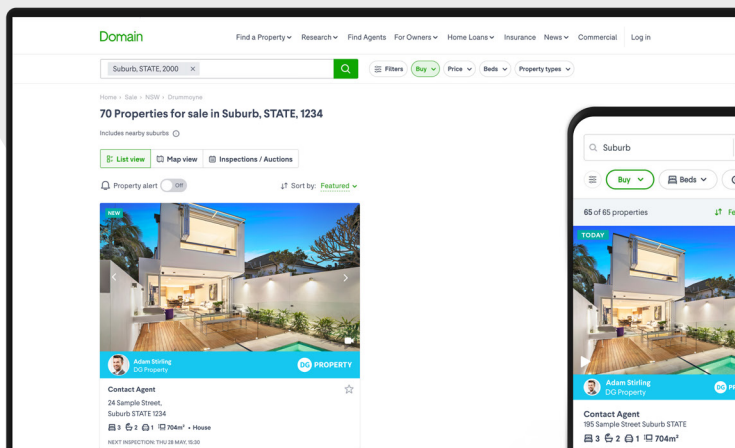 Domain
Find a Property Research Find Agents For Owners Home Loans Insurance News Commercial Log in
Suburb, STATE, 2000 × Filters Buy Price Beds Property types
Home > Sale > NSW > Drummoyne
70 Properties for sale in Suburb, STATE, 1234
Includes nearby suburbs
List view Map view Inspections / Auctions
Property alert Off Sort by: Featured
NEW
Adam Stirling
DG Property
DG PROPERTY
Contact Agent
24 Sample Street,
Suburb STATE 1234
3 2 1 704m² • House
NEXT INSPECTION: THU 28 MAY, 13:30
Suburb
Buy Beds
65 of 65 properties
TODAY
Adam Stirling
DG Property
DG
Contact Agent
195 Sample Street Suburb STATE
3 2 1 704m²